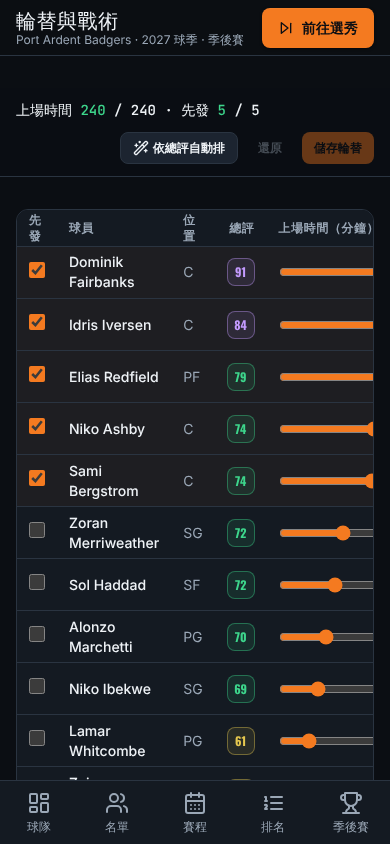 輪替與戰術
Port Ardent Badgers · 2027 球季 · 季後賽
前往選秀
上場時間 240 / 240 · 先發 5 / 5
依總評自動排
還原
儲存輪替
先發 球員 位置 總評 上場時間（分鐘）
Dominik Fairbanks C 91
Idris Iversen C 84
Elias Redfield PF 79
Niko Ashby C 74
Sami Bergstrom C 74
Zoran Merriweather SG 72
Sol Haddad SF 72
Alonzo Marchetti PG 70
Niko Ibekwe SG 69
Lamar Whitcombe PG 61
球隊 名單 賽程 排名 季後賽